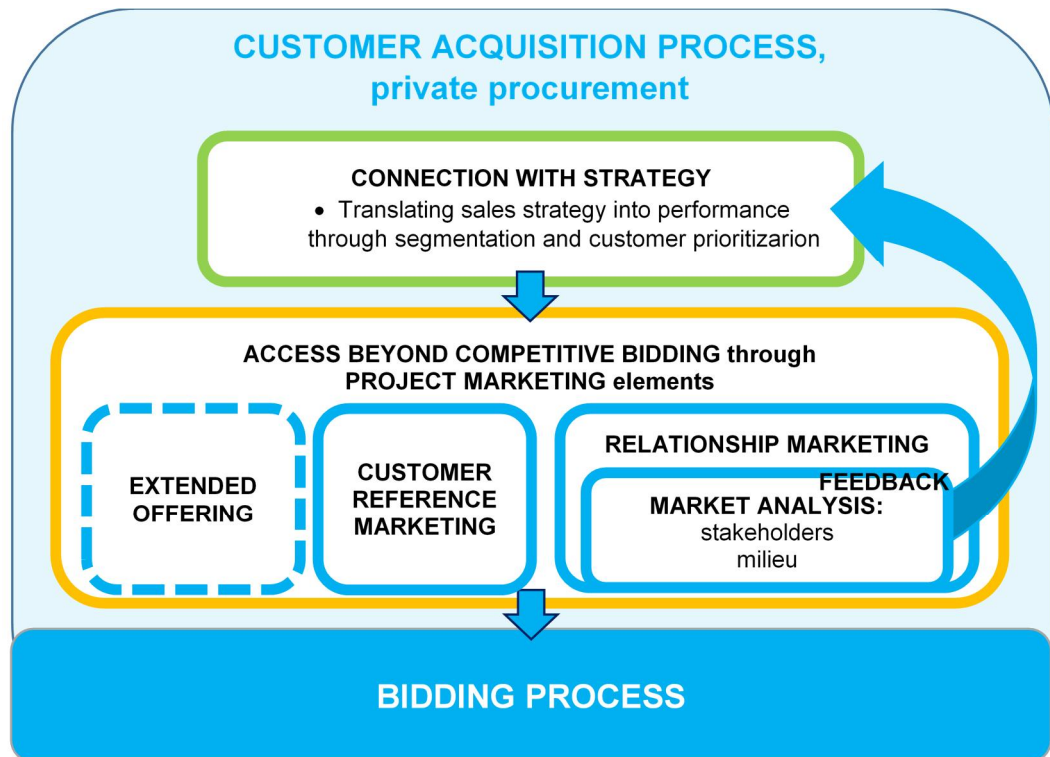 CUSTOMER ACQUISITION PROCESS,
private procurement
CONNECTION WITH STRATEGY
• Translating sales strategy into performance
through segmentation and customer prioritizarion
ACCESS BEYOND COMPETITIVE BIDDING through
PROJECT MARKETING elements
EXTENDED
OFFERING
CUSTOMER
REFERENCE
MARKETING
RELATIONSHIP MARKETING
FEEDBACK
MARKET ANALYSIS:
stakeholders
milieu
BIDDING PROCESS